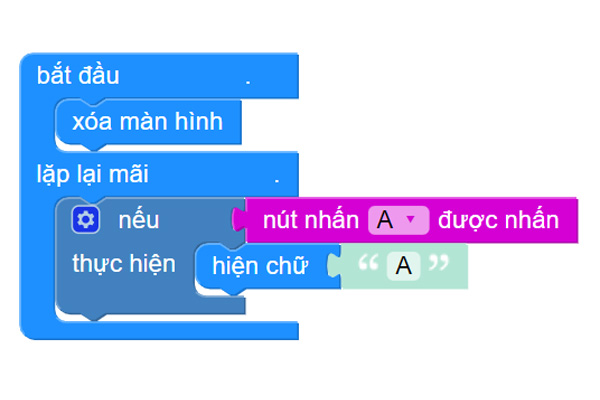 bắt đầu .
xóa màn hình
lặp lại mãi .
nếu nút nhấn A được nhấn
thực hiện hiện chữ “ A ”